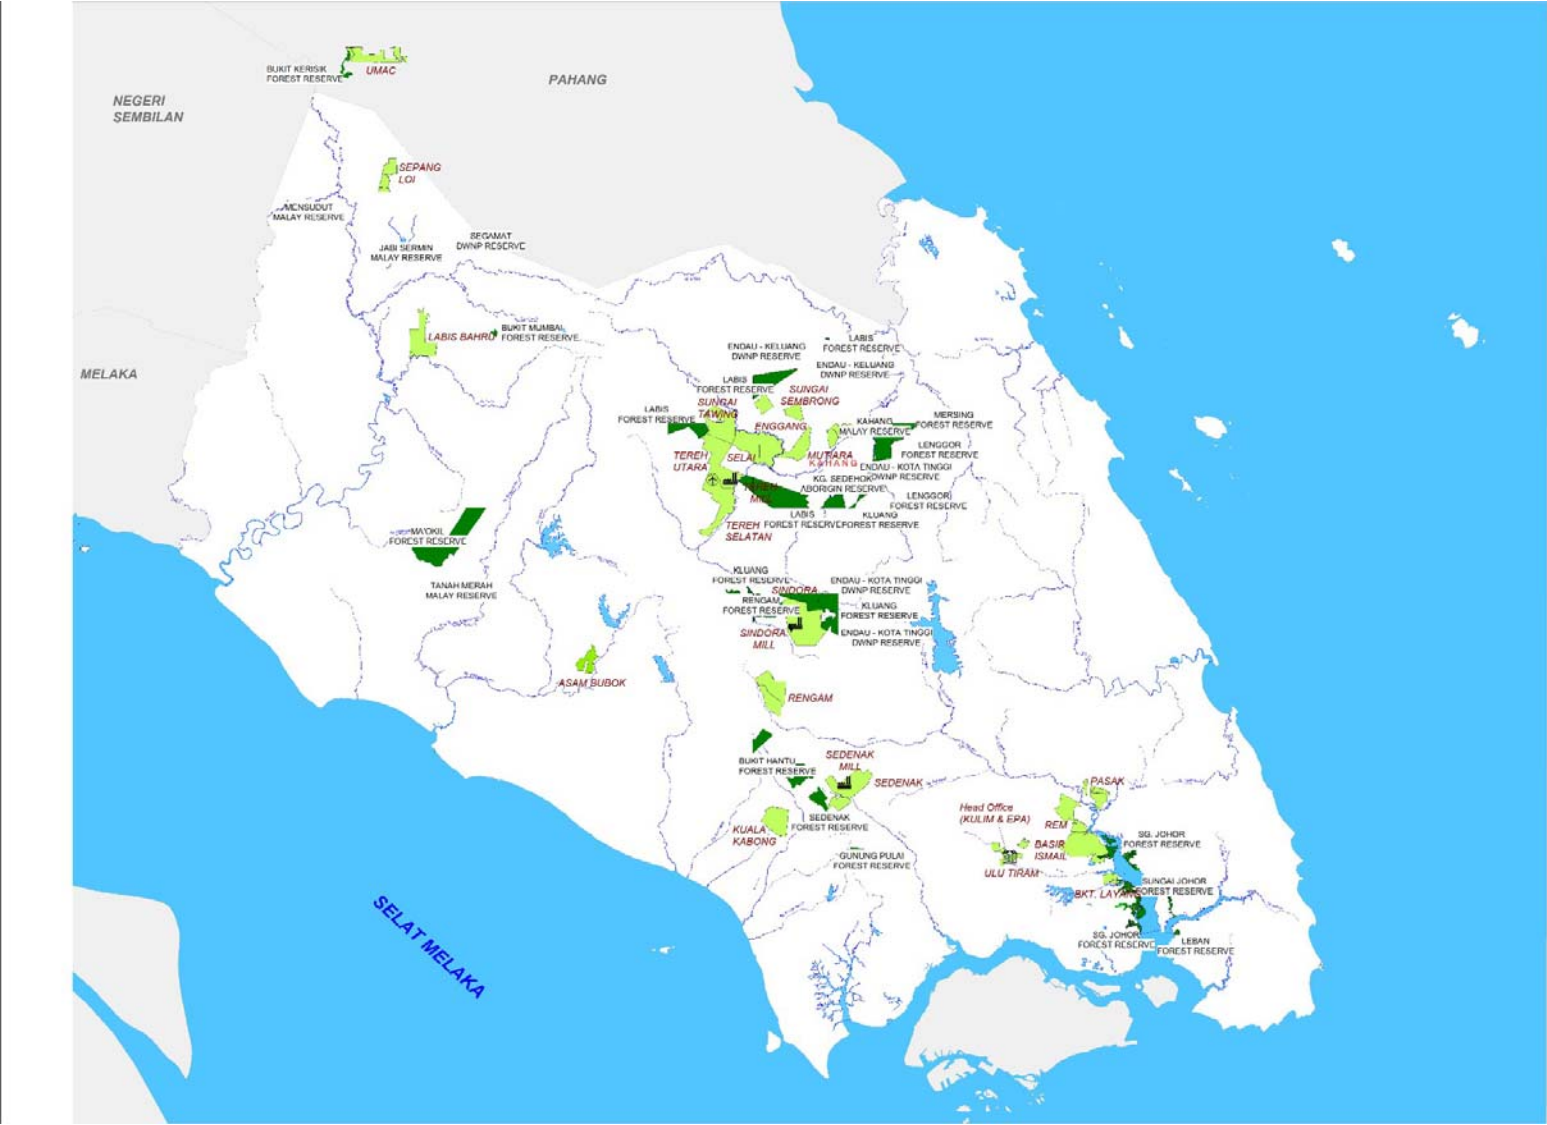 BUKIT KERISIK
FOREST RESERVE
UMAC
PAHANG
NEGERI
SEMBILAN
SEPANG
LOI
MENSUDUT
MALAY RESERVE
JABI SERMIN
MALAY RESERVE
SEGAMAT
DWNP RESERVE
LABIS BAHRU
BUKIT MUMBAI
FOREST RESERVE
MELAKA
ENDAU - KELUANG
DWNP RESERVE
LABIS
FOREST RESERVE
ENDAU - KELUANG
DWNP RESERVE
LABIS
FOREST RESERVE
SUNGAI
SEMBRONG
SUNGAI
TAWING
LABIS
FOREST RESERVE
ENGGANG
KAHANG
MALAY RESERVE
MERSING
FOREST RESERVE
LENGGOR
FOREST RESERVE
TEREH
UTARA
SELAI
MUTIARA
KAHANG
ENDAU - KOTA TINGGI
DWNP RESERVE
TEREH
MILL
KG. SEDEHOK
ABORIGIN RESERVE
LENGGOR
FOREST RESERVE
LABIS
FOREST RESERVE
KLUANG
FOREST RESERVE
TEREH
SELATAN
MA'OKIL
FOREST RESERVE
TANAH MERAH
MALAY RESERVE
KLUANG
FOREST RESERVE
SINDORA
ENDAU - KOTA TINGGI
DWNP RESERVE
RENGAM
FOREST RESERVE
KLUANG
FOREST RESERVE
SINDORA
MILL
ENDAU - KOTA TINGGI
DWNP RESERVE
ASAM BUBOK
RENGAM
BUKIT HANTU
FOREST RESERVE
SEDENAK
MILL
SEDENAK
PASAK
Head Office
(KULIM & EPA)
KUALA
KABONG
SEDENAK
FOREST RESERVE
REM
BASIR
ISMAIL
SG. JOHOR
FOREST RESERVE
GUNUNG PULAI
FOREST RESERVE
ULU TIRAM
BKT. LAYANG
SUNGAI JOHOR
FOREST RESERVE
SELAT MELAKA
SG. JOHOR
FOREST RESERVE
LEBAN
FOREST RESERVE